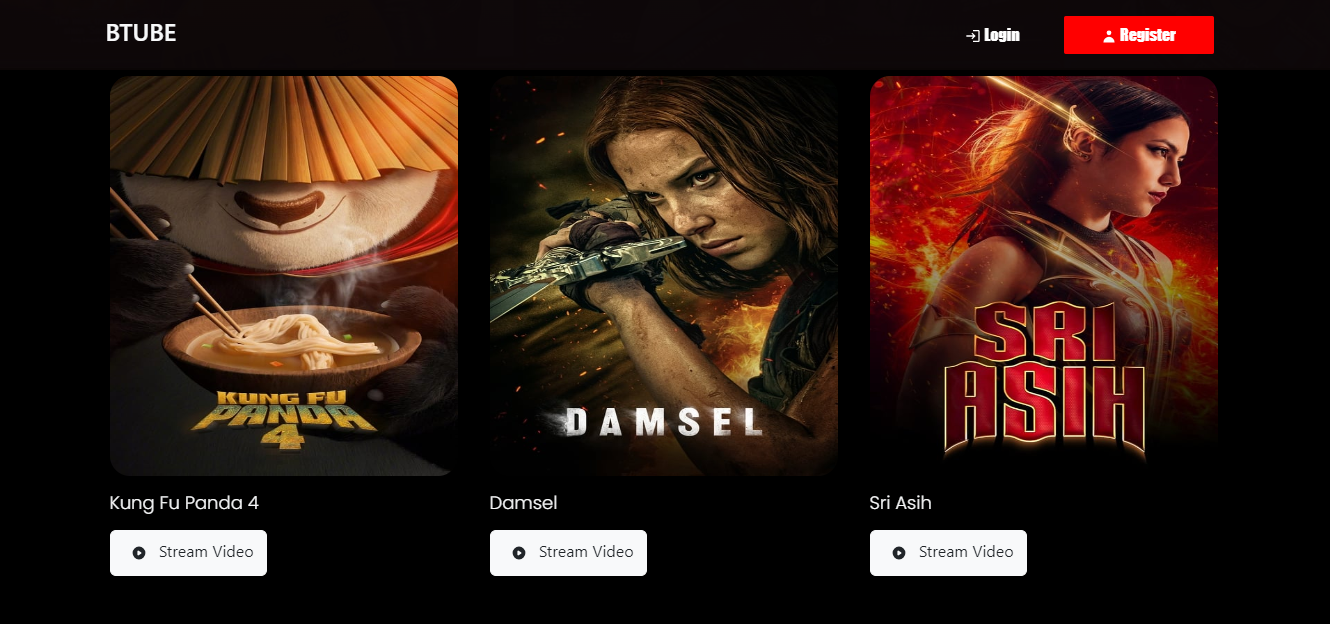 BTUBE
Login
Register
KUNG FU
PANDA
4
DAMSEL
SRI
ASIH
Kung Fu Panda 4
Damsel
Sri Asih
Stream Video
Stream Video
Stream Video